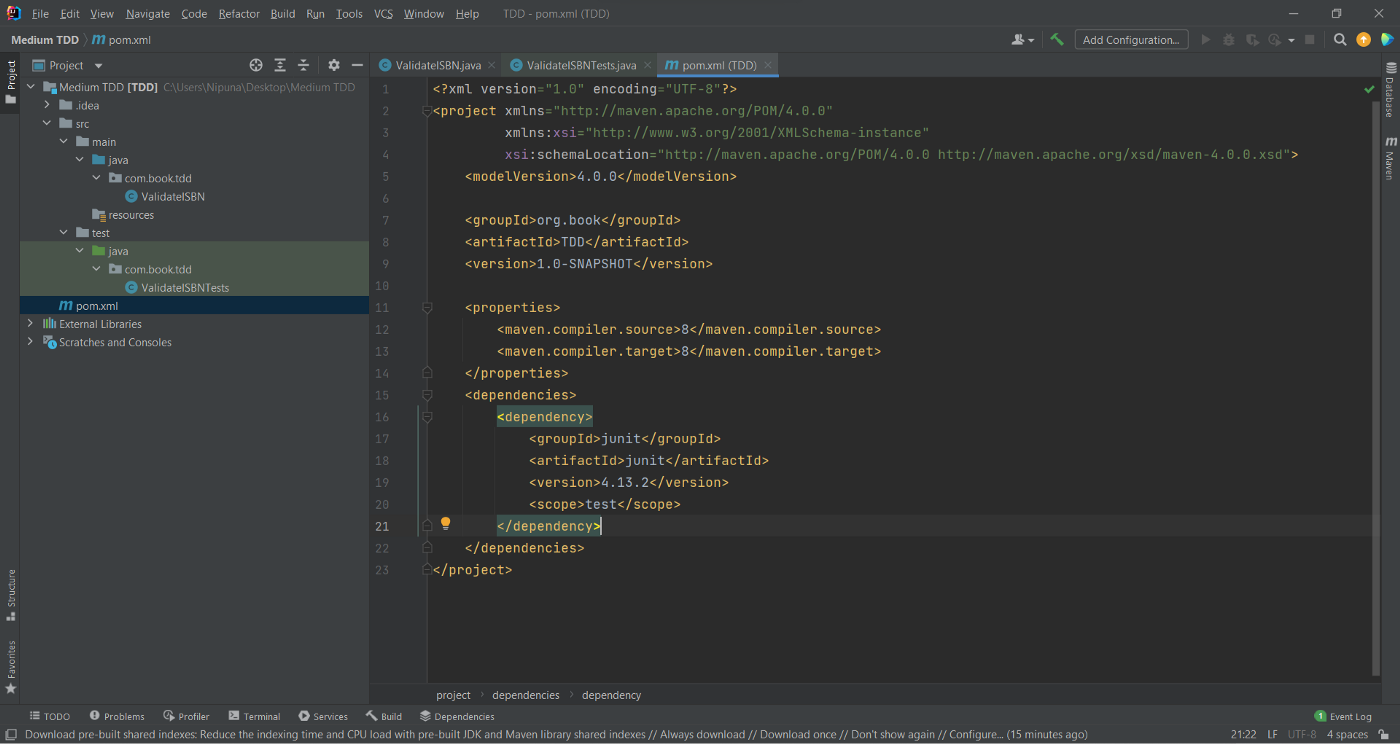 File Edit View Navigate Code Refactor Build Run Tools VCS Window Help TDD - pom.xml (TDD)
Medium TDD m pom.xml Add Configuration...
Project
Project
ValidateISBN.java ValidateISBNTests.java m pom.xml (TDD)
Medium TDD [TDD] C:\Users\Nipuna\Desktop\Medium TDD
.idea
src
main
java
com.book.tdd
ValidateISBN
resources
test
java
com.book.tdd
ValidateISBNTests
m pom.xml
External Libraries
Scratches and Consoles
Structure
Favorites
1 <?xml version="1.0" encoding="UTF-8"?>
2 <project xmlns="http://maven.apache.org/POM/4.0.0"
3 xmlns:xsi="http://www.w3.org/2001/XMLSchema-instance"
4 xsi:schemaLocation="http://maven.apache.org/POM/4.0.0 http://maven.apache.org/xsd/maven-4.0.0.xsd">
5 <modelVersion>4.0.0</modelVersion>
6
7 <groupId>org.book</groupId>
8 <artifactId>TDD</artifactId>
9 <version>1.0-SNAPSHOT</version>
10
11 <properties>
12 <maven.compiler.source>8</maven.compiler.source>
13 <maven.compiler.target>8</maven.compiler.target>
14 </properties>
15 <dependencies>
16 <dependency>
17 <groupId>junit</groupId>
18 <artifactId>junit</artifactId>
19 <version>4.13.2</version>
20 <scope>test</scope>
21 </dependency>
22 </dependencies>
23 </project>
Database
m Maven
project dependencies dependency
TODO Problems Profiler Terminal Services Build Dependencies 1 Event Log
Download pre-built shared indexes: Reduce the indexing time and CPU load with pre-built JDK and Maven library shared indexes // Always download // Download once // Don't show again // Configure... (15 minutes ago) 21:22 LF UTF-8 4 spaces